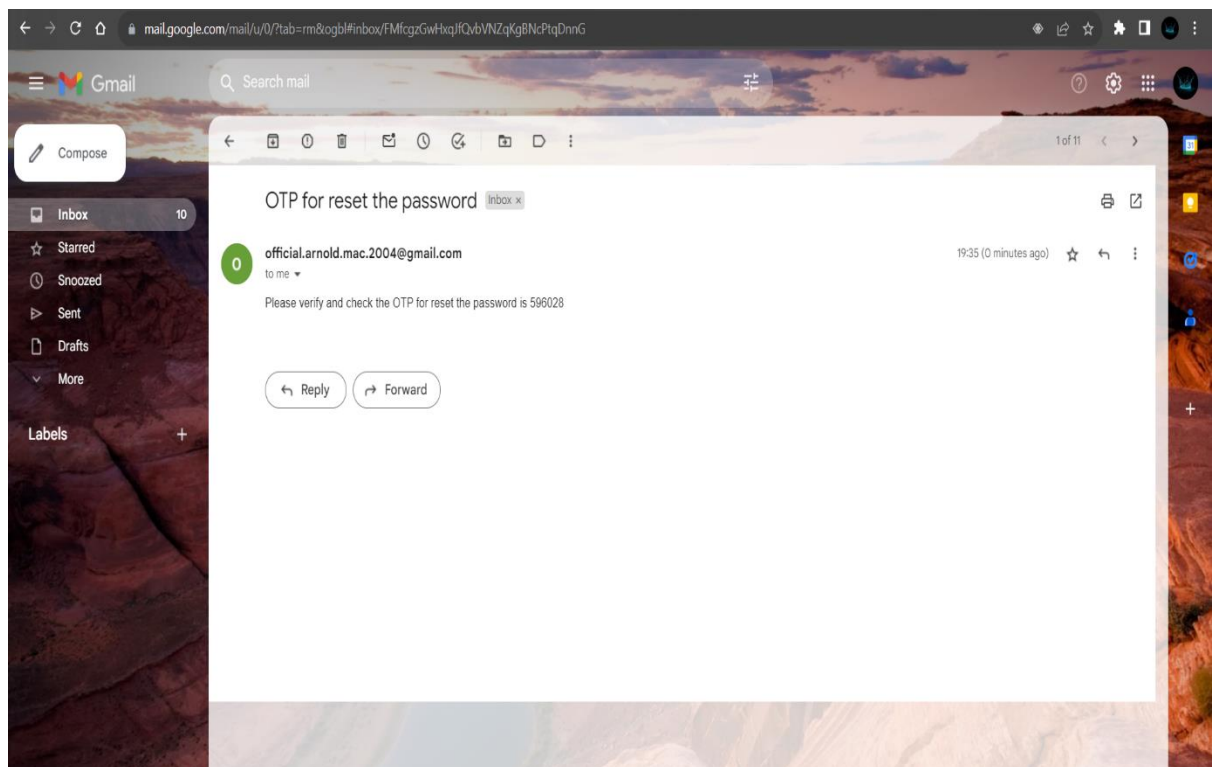 mail.google.com/mail/u/0/?tab=rm&ogbl#inbox/FMfcgzGwHxqJfQvbVNZqKgBNcPtqDnnG
Gmail
Search mail
Compose
1 of 11
31
OTP for reset the password Inbox ×
Inbox 10
Starred
Snoozed
Sent
Drafts
More
Labels +
O
official.arnold.mac.2004@gmail.com
19:35 (0 minutes ago)
to me
Please verify and check the OTP for reset the password is 596028
Reply
Forward